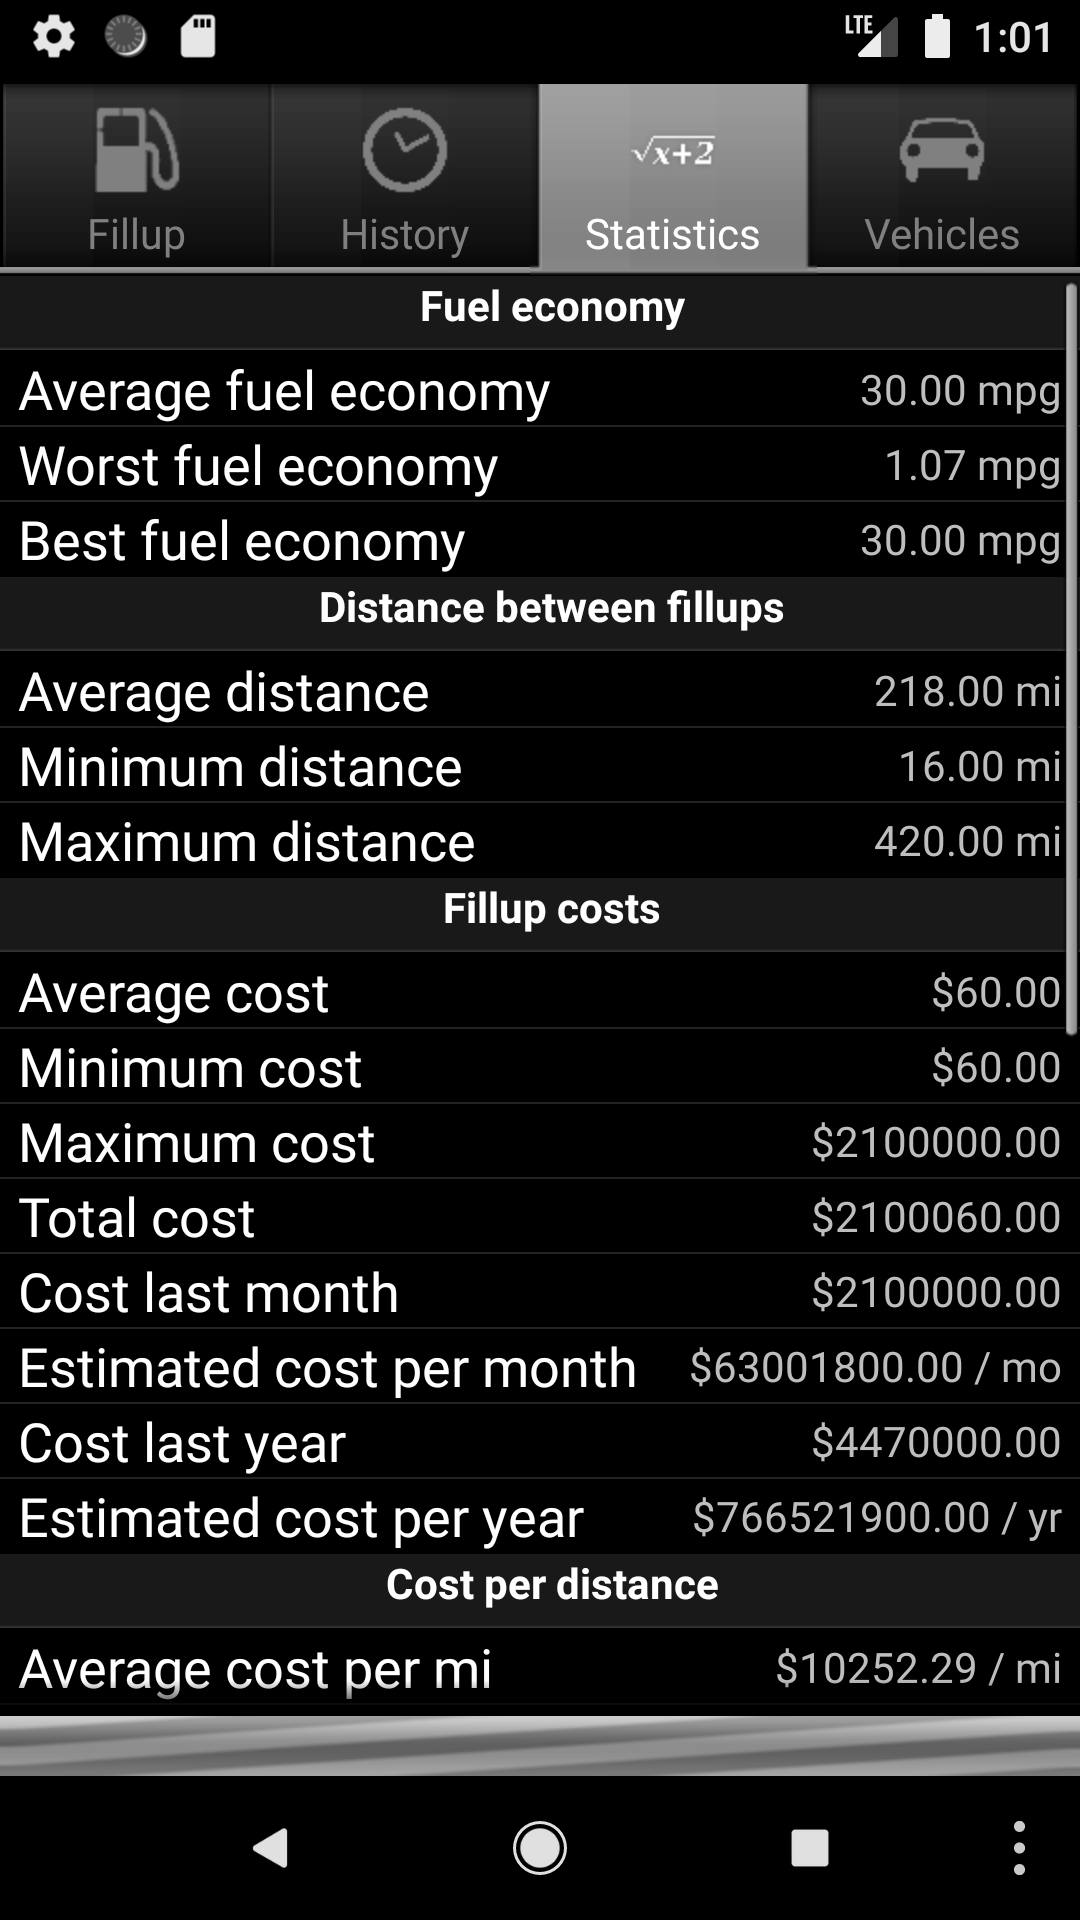 LTE 1:01
√x+2
Fillup History Statistics Vehicles
Fuel economy
Average fuel economy 30.00 mpg
Worst fuel economy 1.07 mpg
Best fuel economy 30.00 mpg
Distance between fillups
Average distance 218.00 mi
Minimum distance 16.00 mi
Maximum distance 420.00 mi
Fillup costs
Average cost $60.00
Minimum cost $60.00
Maximum cost $2100000.00
Total cost $2100060.00
Cost last month $2100000.00
Estimated cost per month $63001800.00 / mo
Cost last year $4470000.00
Estimated cost per year $766521900.00 / yr
Cost per distance
Average cost per mi $10252.29 / mi